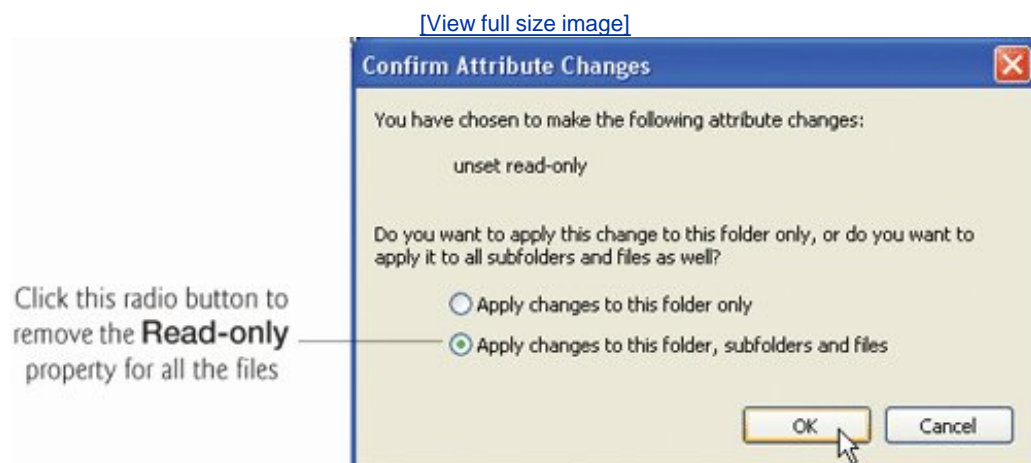 [View full size image]
Confirm Attribute Changes
You have chosen to make the following attribute changes:
unset read-only
Do you want to apply this change to this folder only, or do you want to
apply it to all subfolders and files as well?
Apply changes to this folder only
Apply changes to this folder, subfolders and files
Click this radio button to
remove the Read-only
property for all the files
OK
Cancel